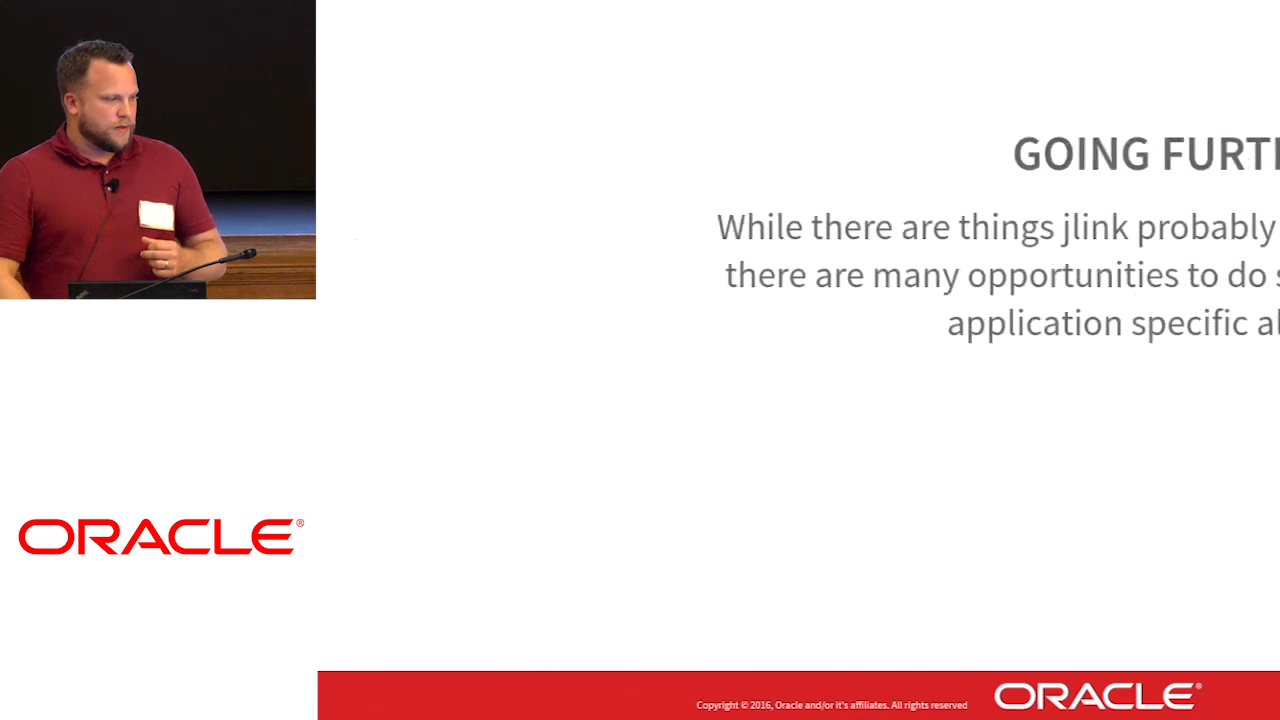 GOING FURT
While there are things jlink probably
there are many opportunities to do s
application specific al
ORACLE®
Copyright © 2016, Oracle and/or it's affiliates. All rights reserved
ORACLE®